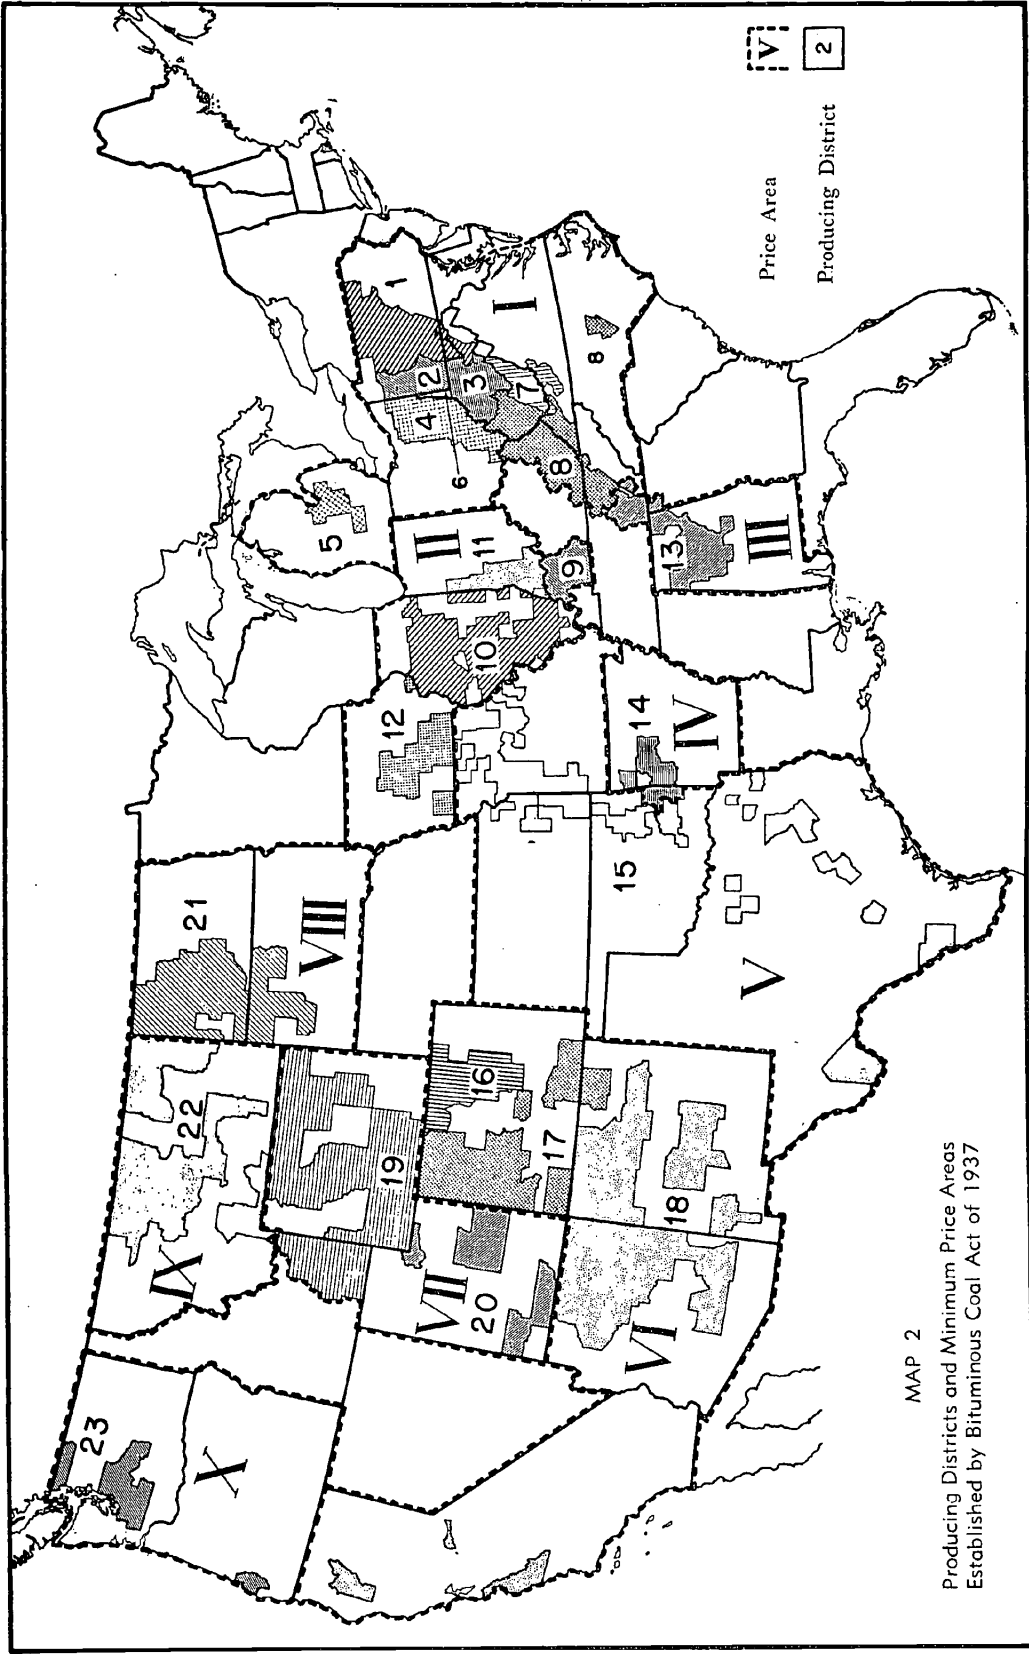 23
X
IX
22
21
VIII
19
VII
20
16
17
VI
18
V
15
12
10
14
IV
5
II
11
9
13
III
6
4
2
3
7
8
1
I
8
Price Area
V
Producing District
2
MAP 2
Producing Districts and Minimum Price Areas
Established by Bituminous Coal Act of 1937